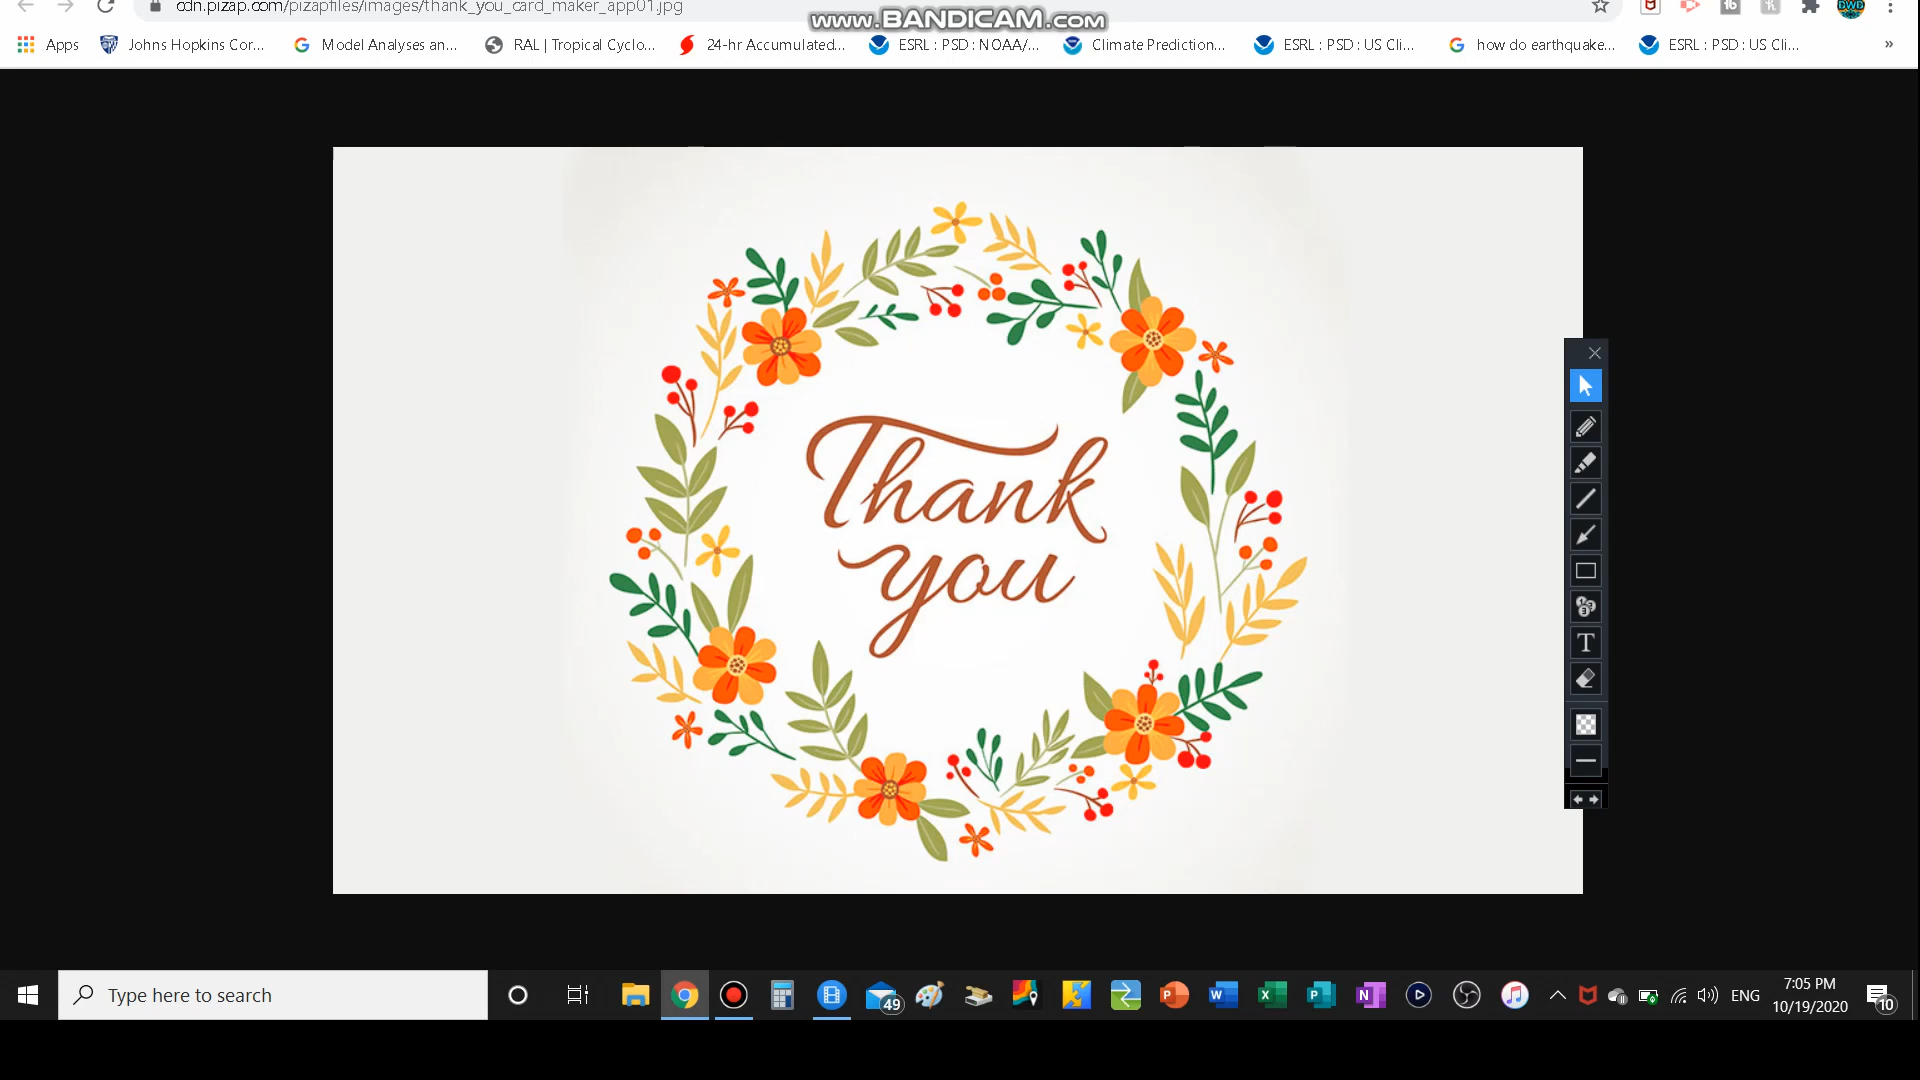 cdn.pizap.com/pizapfiles/images/thank_you_card_maker_app01.jpg
www.BANDICAM.com
Apps
Johns Hopkins Cor...
Model Analyses an...
RAL | Tropical Cyclo...
24-hr Accumulated...
ESRL : PSD : NOAA/...
Climate Prediction...
ESRL : PSD : US Cli...
how do earthquake...
ESRL : PSD : US Cli...
»
Thank
you
T
Type here to search
49
ENG
7:05 PM
10/19/2020
10